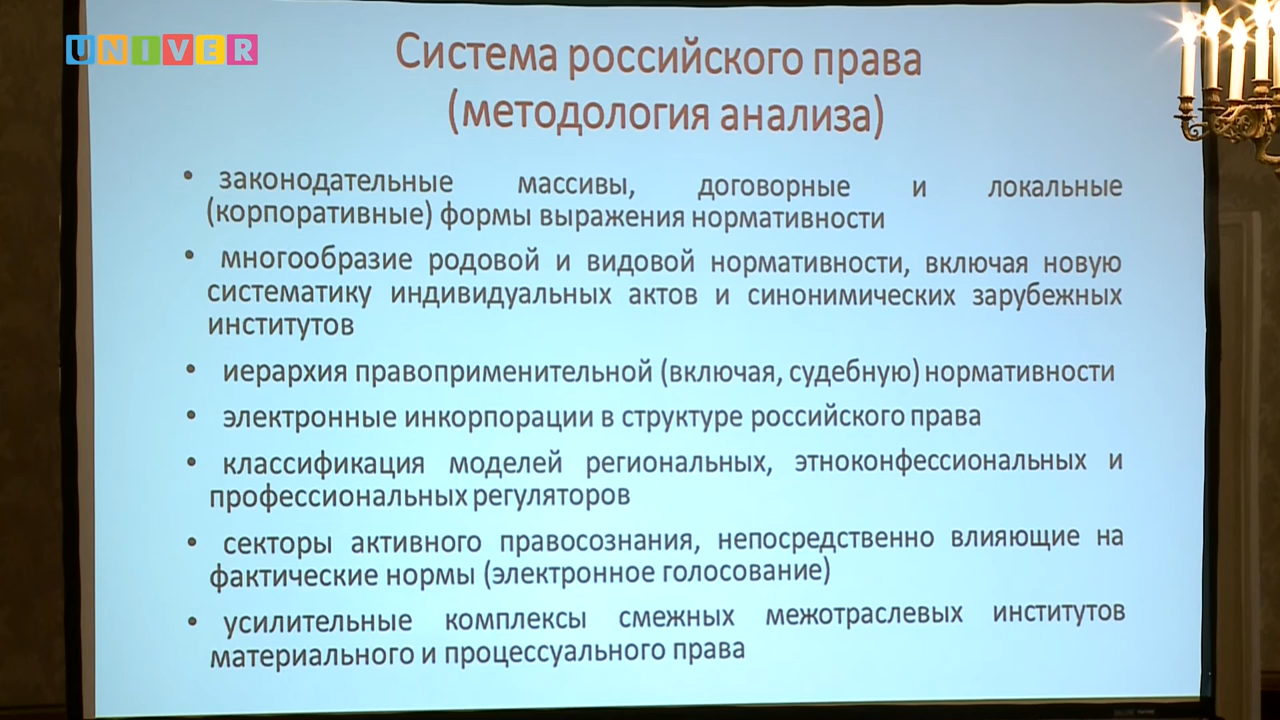 UNIVER
Система российского права
(методология анализа)
• законодательные массивы, договорные и локальные
(корпоративные) формы выражения нормативности
• многообразие родовой и видовой нормативности, включая новую
систематику индивидуальных актов и синонимических зарубежных
институтов
• иерархия правоприменительной (включая, судебную) нормативности
• электронные инкорпорации в структуре российского права
• классификация моделей региональных, этноконфессиональных и
профессиональных регуляторов
• секторы активного правосознания, непосредственно влияющие на
фактические нормы (электронное голосование)
• усилительные комплексы смежных межотраслевых институтов
материального и процессуального права